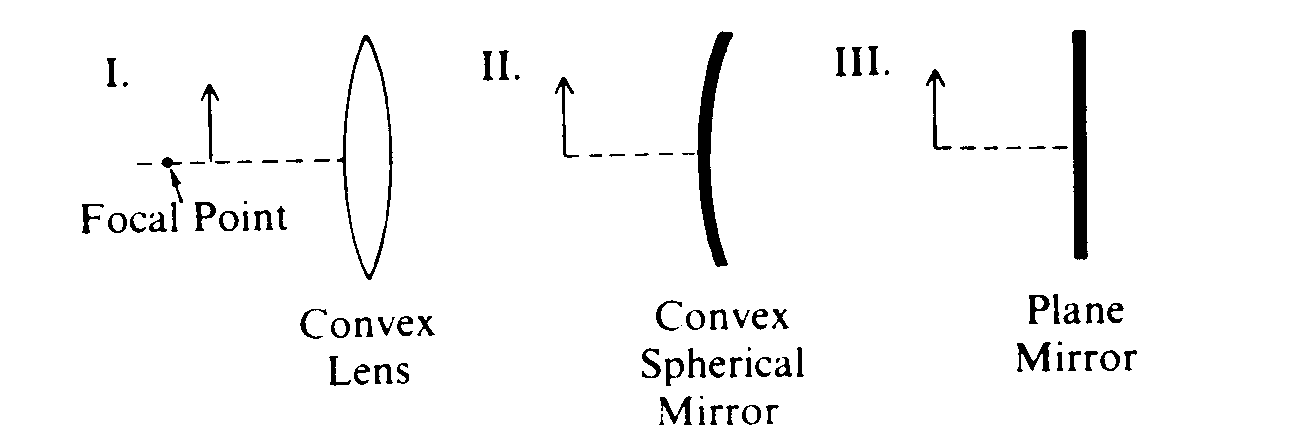 I.
Focal Point
Convex
Lens
II.
Convex
Spherical
Mirror
III.
Plane
Mirror